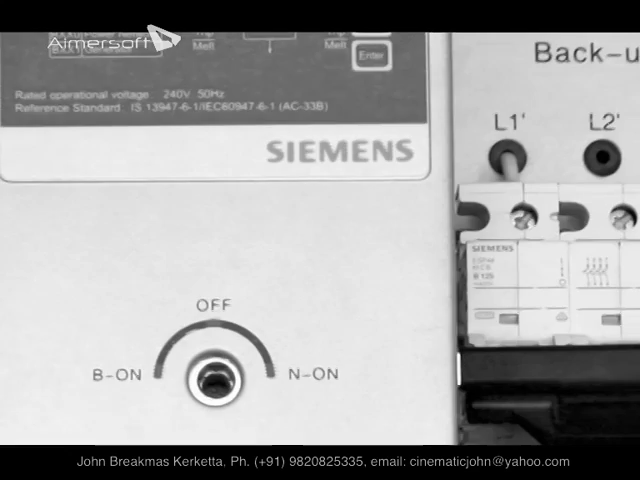 Aimersoft
Back-u
Melt
Melt
Enter
Rated operational voltage 240V 50Hz
Reference Standard IS 13947-6-1/IEC60947-6-1 (AC-33B)
SIEMENS
L1' L2'
SIEMENS
OFF
B-ON N-ON
John Breakmas Kerketta, Ph. (+91) 9820825335, email: cinematicjohn@yahoo.com